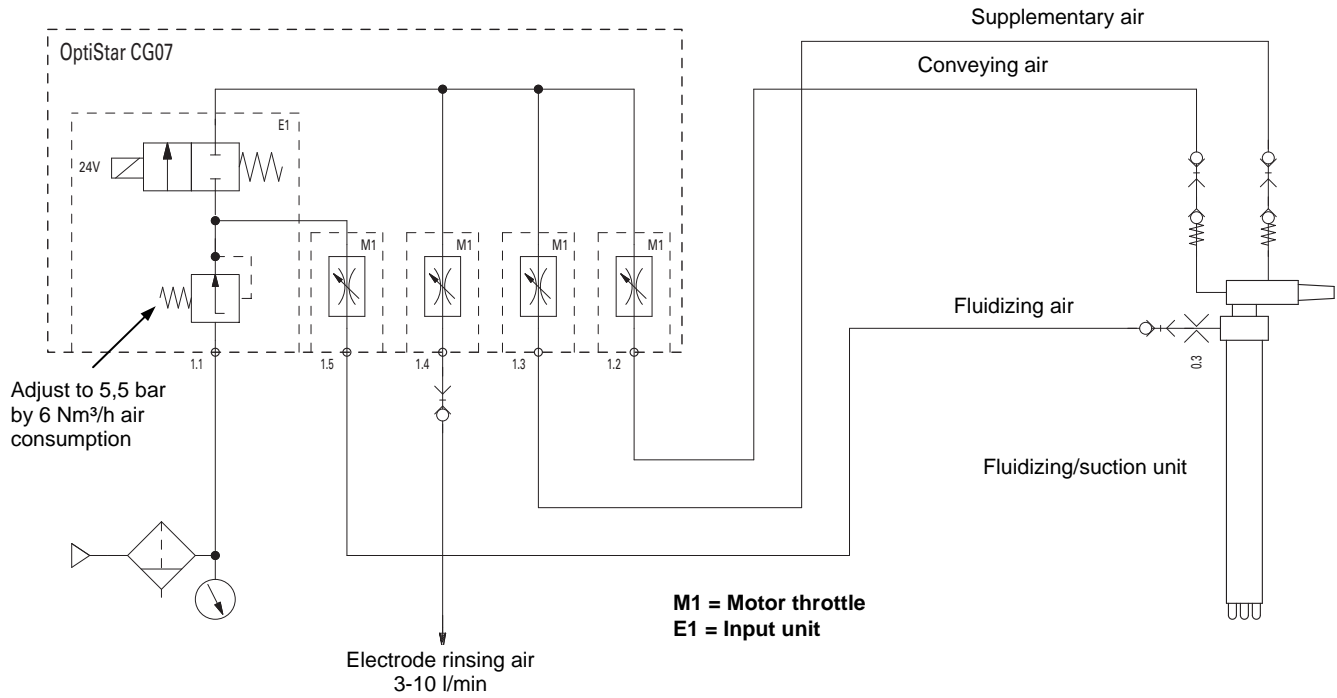 Supplementary air
OptiStar CG07
Conveying air
E1
24V
M1
M1
M1
M1
Fluidizing air
1.1
1.5
1.4
1.3
1.2
0.3
Adjust to 5,5 bar
by 6 Nm³/h air
consumption
Fluidizing/suction unit
M1 = Motor throttle
E1 = Input unit
Electrode rinsing air
3-10 l/min